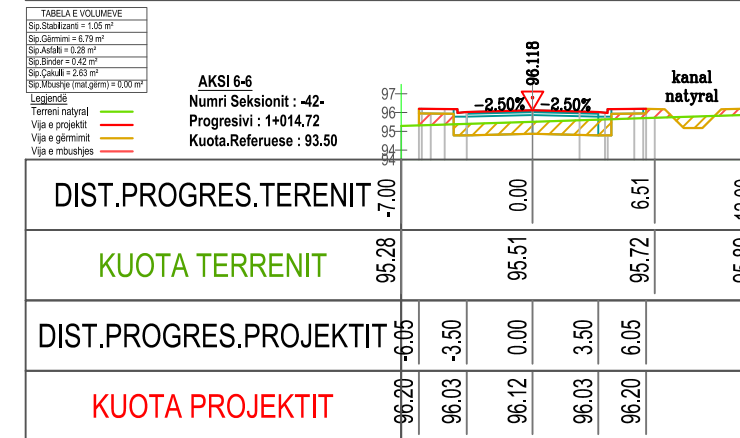 TABELA E VOLUMEVE
Sip.Stabilizanti = 1.05 m²
Sip.Gërmimi = 6.79 m²
Sip.Asfalti = 0.28 m²
Sip.Binder = 0.42 m²
Sip.Çakulli = 2.63 m²
Sip.Mbushje (mat.gërm) = 0.00 m²
Legjendë
Terreni natyral
Vija e projektit
Vija e gërmimit
Vija e mbushjes
AKSI 6-6
Numri Seksionit : -42-
Progresivi : 1+014.72
Kuota.Referuese : 93.50
96.118
-2.50% -2.50%
kanal
natyral
97
96
95
94
DIST.PROGRES.TERENIT -7.00 0.00 6.51
KUOTA TERRENIT 95.28 95.51 95.72
DIST.PROGRES.PROJEKTIT -6.05 -3.50 0.00 3.50 6.05
KUOTA PROJEKTIT 96.20 96.03 96.12 96.03 96.20